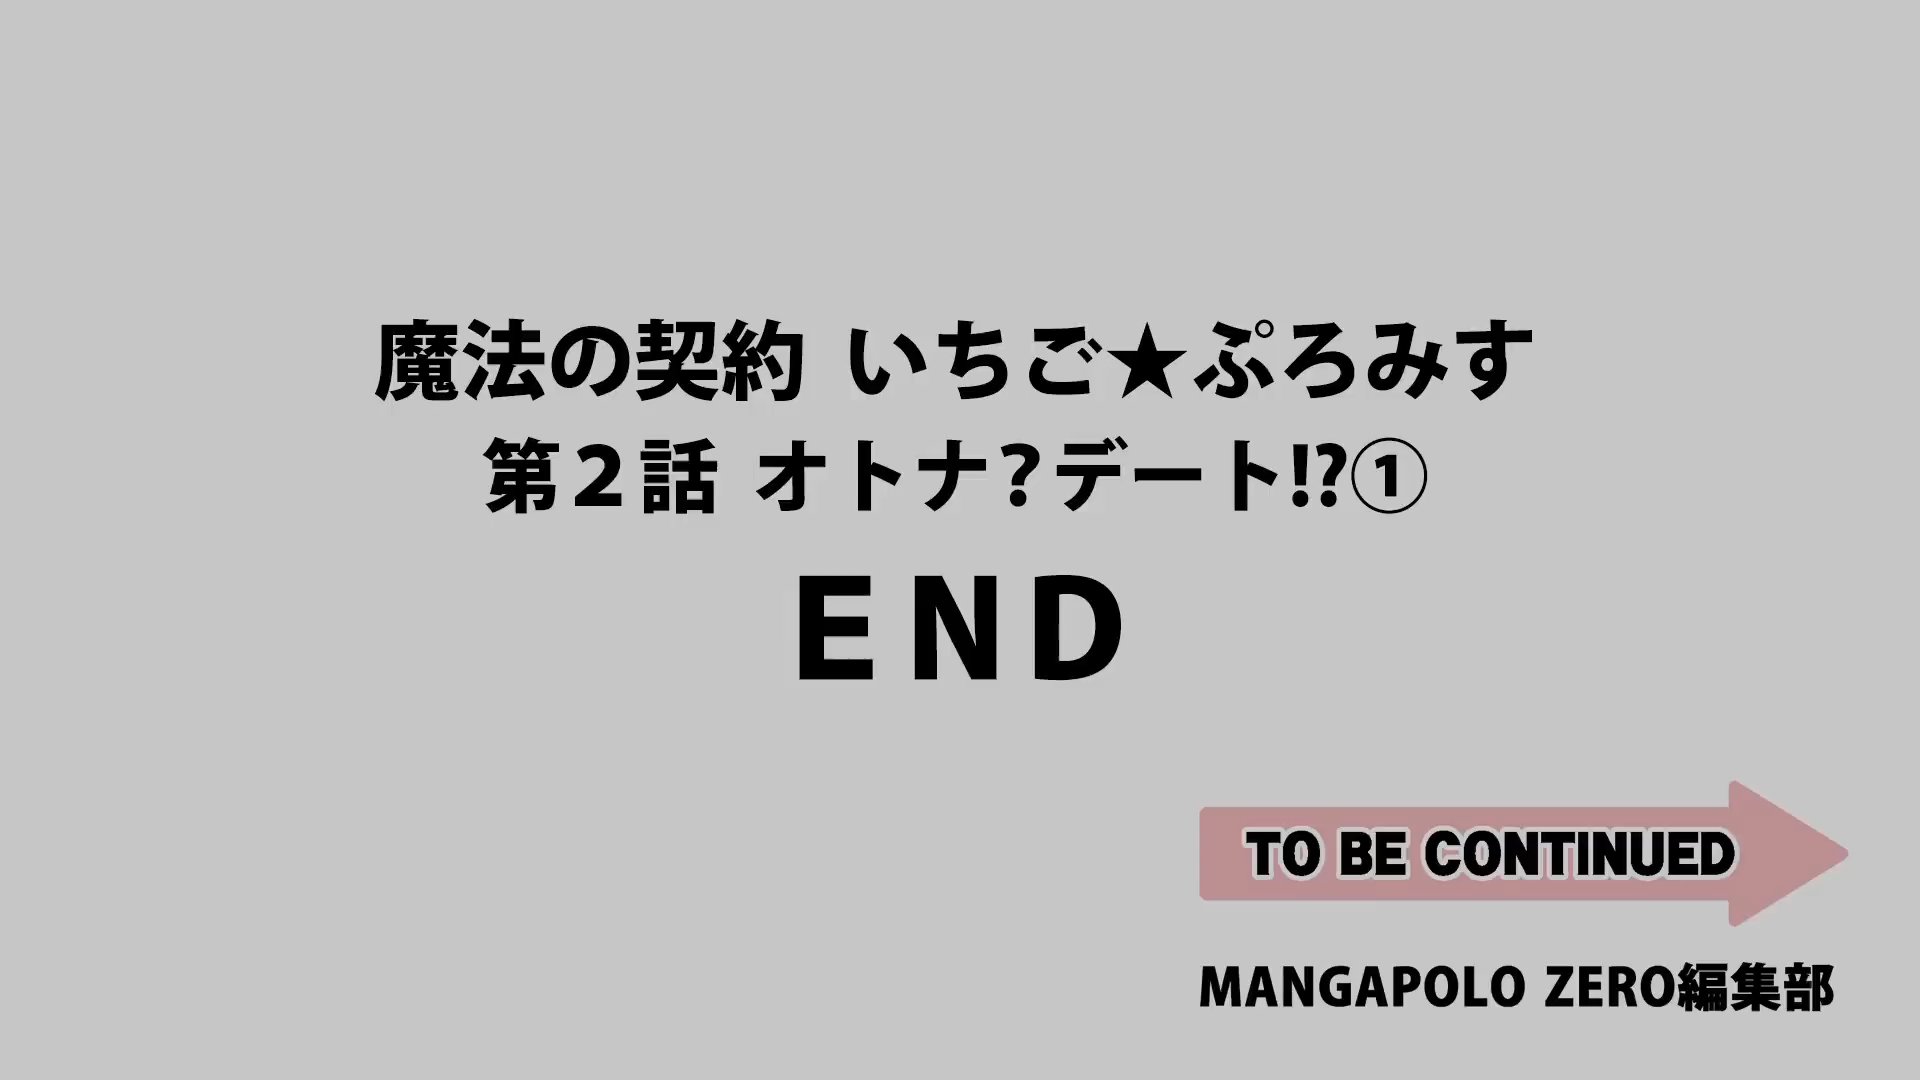 魔法の契約 いちご★ぷろみす
第２話 オトナ？デート⁉①
END
TO BE CONTINUED
MANGAPOLO ZERO編集部